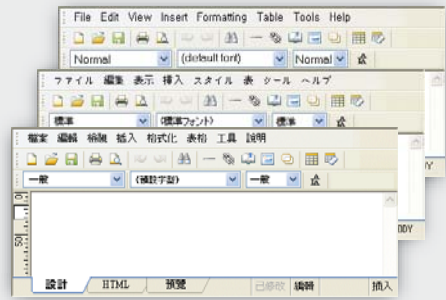 File Edit View Insert Formatting Table Tools Help
Normal (default font) Normal
ファイル 編集 表示 挿入 スタイル 表 ツール ヘルプ
標準 (標準フォント) 標準
檔案 編輯 檢視 插入 格式化 表格 工具 說明
一般 (預設字型) 一般
0
50
DY
ODY
設計 HTML 預覽 已修改 編輯 插入